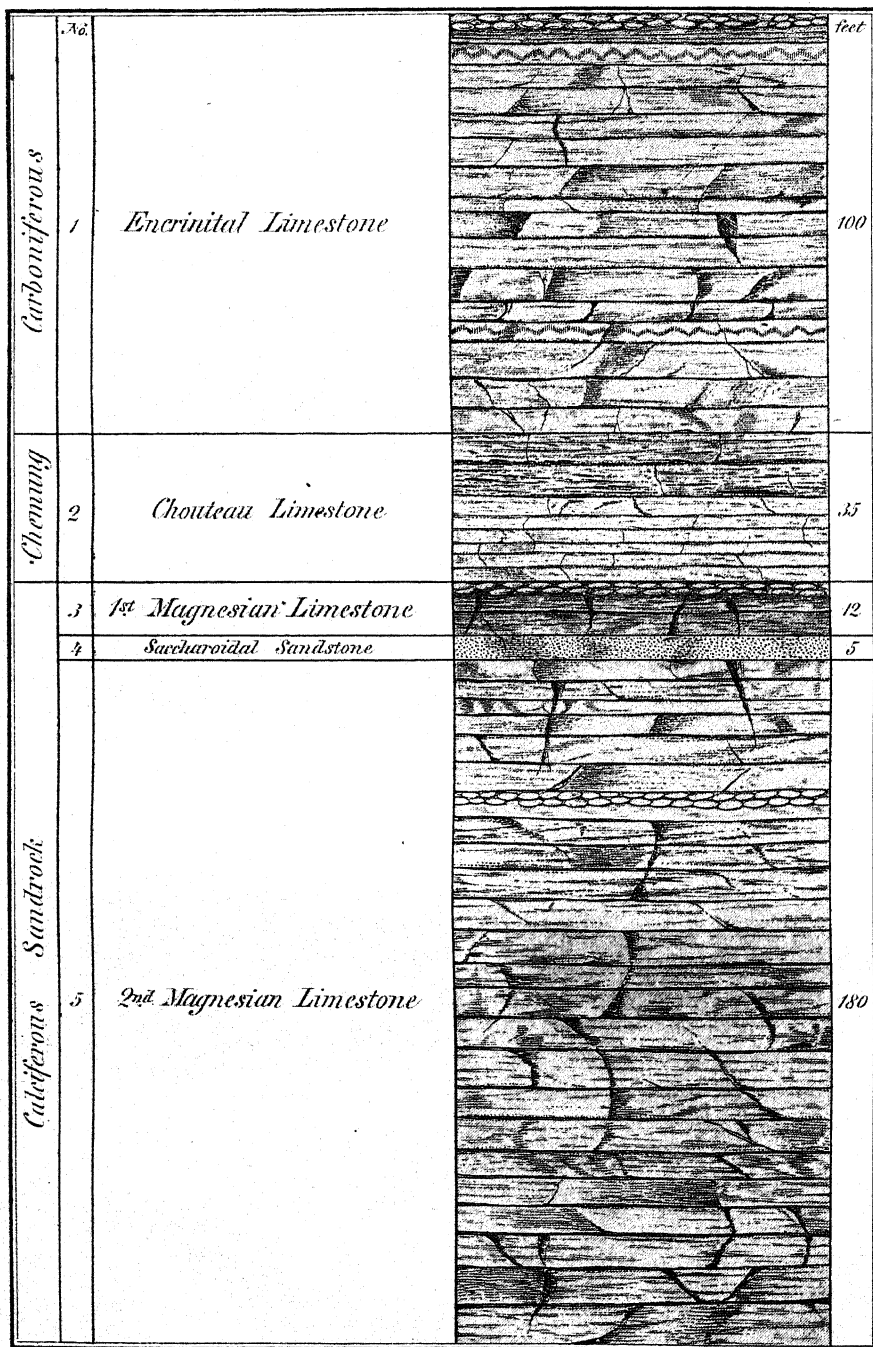 No. feet
Carboniferous
1 Encrinital Limestone 100
Chemung
2 Chouteau Limestone 35
Calciferous Sandrock
3 1st Magnesian Limestone 12
4 Saccharoidal Sandstone 5
5 2nd Magnesian Limestone 180